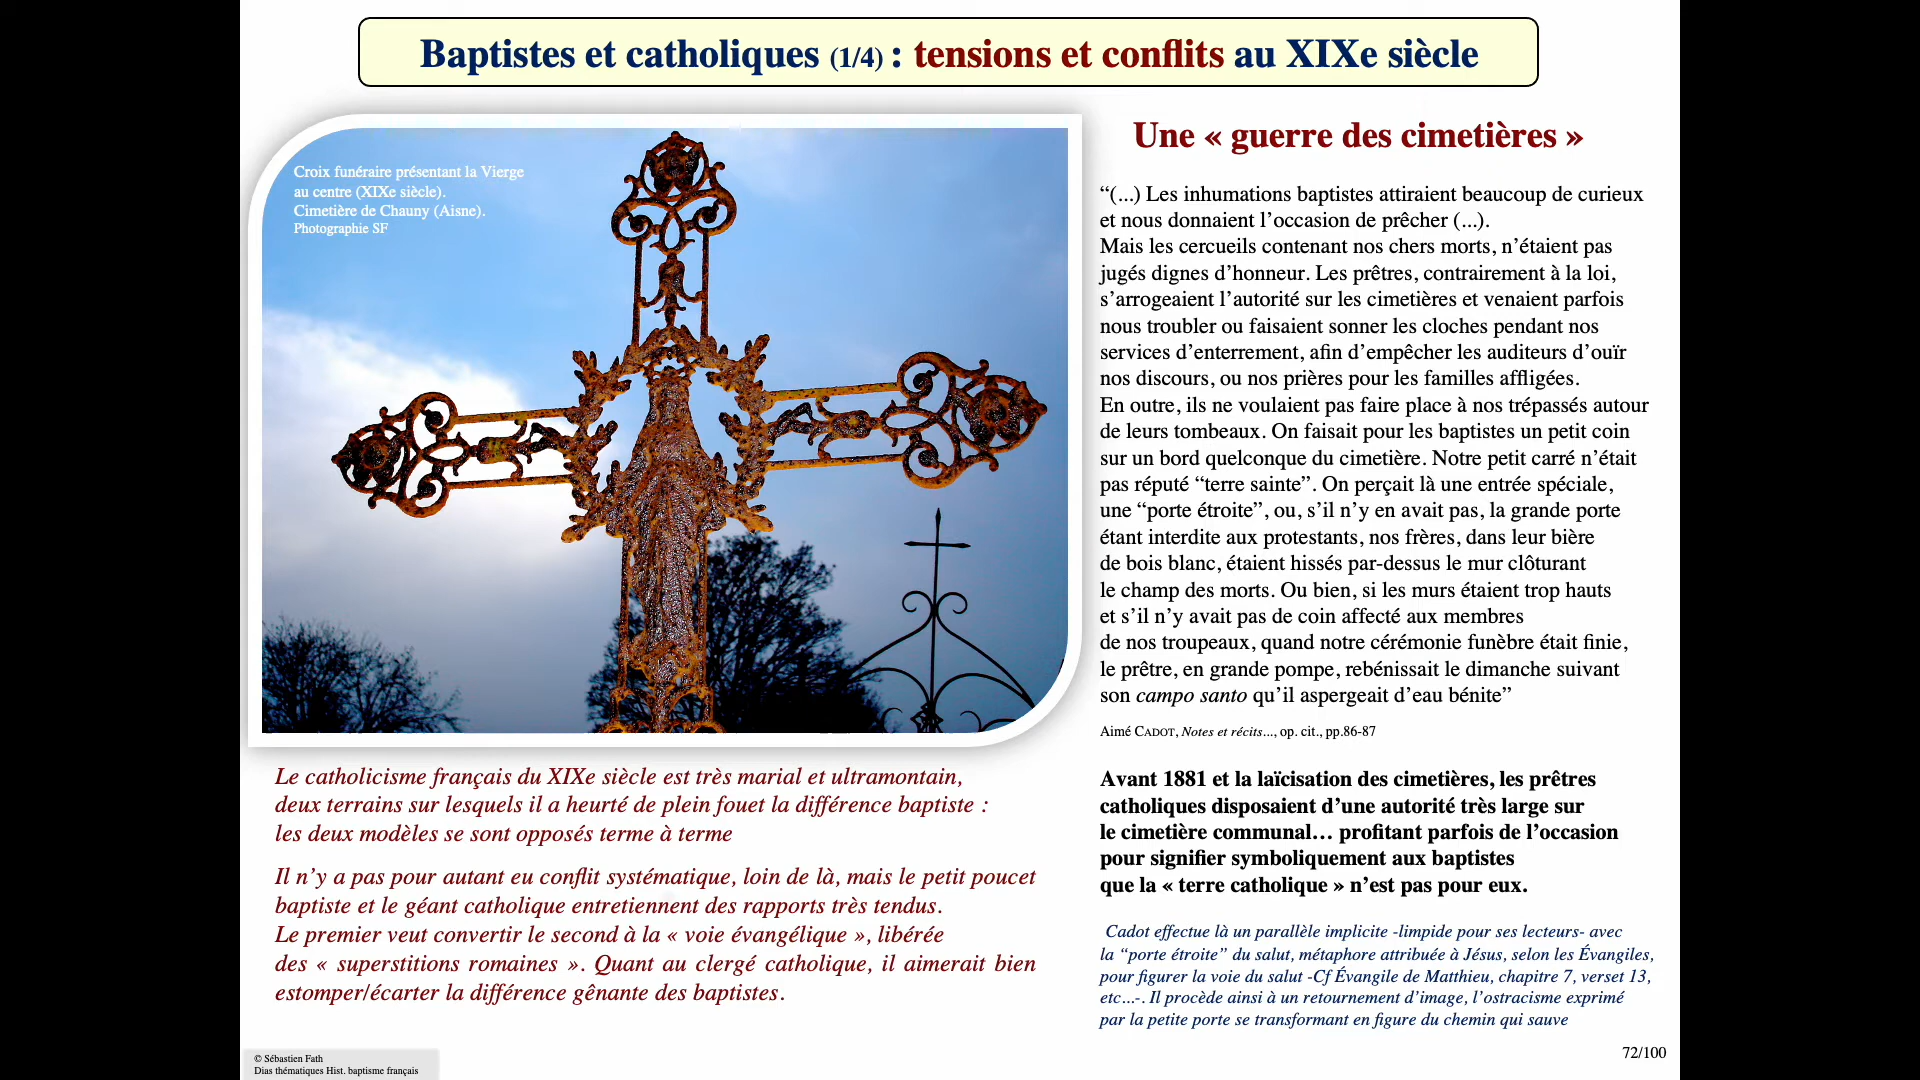 Baptistes et catholiques (1/4) : tensions et conflits au XIXe siècle
Croix funéraire présentant la Vierge
au centre (XIXe siècle).
Cimetière de Chauny (Aisne).
Photographie SF
Le catholicisme français du XIXe siècle est très marial et ultramontain,
deux terrains sur lesquels il a heurté de plein fouet la différence baptiste :
les deux modèles se sont opposés terme à terme
Il n’y a pas pour autant eu conflit systématique, loin de là, mais le petit poucet
baptiste et le géant catholique entretiennent des rapports très tendus.
Le premier veut convertir le second à la « voie évangélique », libérée
des « superstitions romaines ». Quant au clergé catholique, il aimerait bien
estomper/écarter la différence gênante des baptistes.
Une « guerre des cimetières »
“(...) Les inhumations baptistes attiraient beaucoup de curieux
et nous donnaient l’occasion de prêcher (...).
Mais les cercueils contenant nos chers morts, n’étaient pas
jugés dignes d’honneur. Les prêtres, contrairement à la loi,
s’arrogeaient l’autorité sur les cimetières et venaient parfois
nous troubler ou faisaient sonner les cloches pendant nos
services d’enterrement, afin d’empêcher les auditeurs d’ouïr
nos discours, ou nos prières pour les familles affligées.
En outre, ils ne voulaient pas faire place à nos trépassés autour
de leurs tombeaux. On faisait pour les baptistes un petit coin
sur un bord quelconque du cimetière. Notre petit carré n’était
pas réputé “terre sainte”. On perçait là une entrée spéciale,
une “porte étroite”, ou, s’il n’y en avait pas, la grande porte
étant interdite aux protestants, nos frères, dans leur bière
de bois blanc, étaient hissés par-dessus le mur clôturant
le champ des morts. Ou bien, si les murs étaient trop hauts
et s’il n’y avait pas de coin affecté aux membres
de nos troupeaux, quand notre cérémonie funèbre était finie,
le prêtre, en grande pompe, rebénissait le dimanche suivant
son campo santo qu’il aspergeait d’eau bénite”
Aimé CADOT, Notes et récits..., op. cit., pp.86-87
Avant 1881 et la laïcisation des cimetières, les prêtres
catholiques disposaient d’une autorité très large sur
le cimetière communal… profitant parfois de l’occasion
pour signifier symboliquement aux baptistes
que la « terre catholique » n’est pas pour eux.
Cadot effectue là un parallèle implicite -limpide pour ses lecteurs- avec
la “porte étroite” du salut, métaphore attribuée à Jésus, selon les Évangiles,
pour figurer la voie du salut -Cf Évangile de Matthieu, chapitre 7, verset 13,
etc...-. Il procède ainsi à un retournement d’image, l’ostracisme exprimé
par la petite porte se transformant en figure du chemin qui sauve
72/100
© Sébastien Fath
Dias thématiques Hist. baptisme français